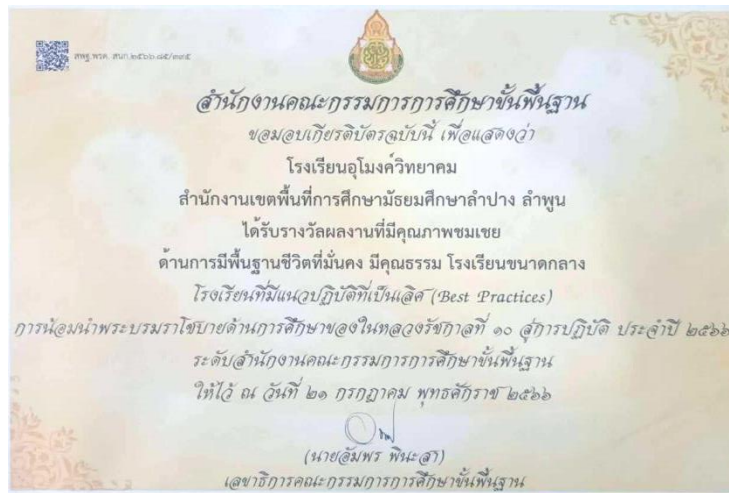 สพฐ.พรค. สนก.๒๕๖๖.๘๕/๓๙๕
สำนักงานคณะกรรมการการศึกษาขั้นพื้นฐาน
ขอมอบเกียรติบัตรฉบับนี้ เพื่อแสดงว่า
โรงเรียนอุโมงค์วิทยาคม
สำนักงานเขตพื้นที่การศึกษามัธยมศึกษาลำปาง ลำพูน
ได้รับรางวัลผลงานที่มีคุณภาพชมเชย
ด้านการมีพื้นฐานชีวิตที่มั่นคง มีคุณธรรม โรงเรียนขนาดกลาง
โรงเรียนที่มีแนวปฏิบัติที่เป็นเลิศ (Best Practices)
การน้อมนำพระบรมราโชบายด้านการศึกษาของในหลวงรัชกาลที่ ๑๐ สู่การปฏิบัติ ประจำปี ๒๕๖๖
ระดับสำนักงานคณะกรรมการการศึกษาขั้นพื้นฐาน
ให้ไว้ ณ วันที่ ๒๑ กรกฎาคม พุทธศักราช ๒๕๖๖
(นายอัมพร พินะสา)
เลขาธิการคณะกรรมการการศึกษาขั้นพื้นฐาน